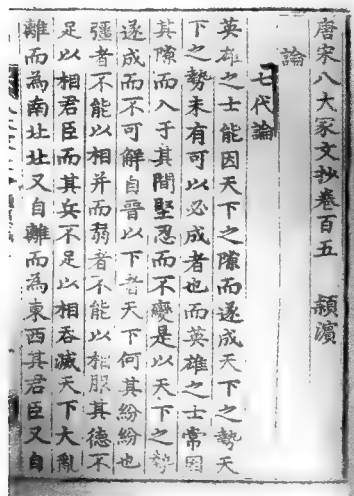 唐宋八大家文抄卷百五　潁濵
論
七代論
英雄之士能因天下之隙而遂成天下之勢天
下之勢未有可以必成者也而英雄之士常因
其隙而入于其間堅忍而不變是以天下之勢
遂成而不可解自晉以下者天下何其紛紛也
彊者不能以相并而弱者不能以相服其德不
足以相君臣而其兵不足以相吞滅天下大亂
離而為南北北又自離而為東西其君臣又自